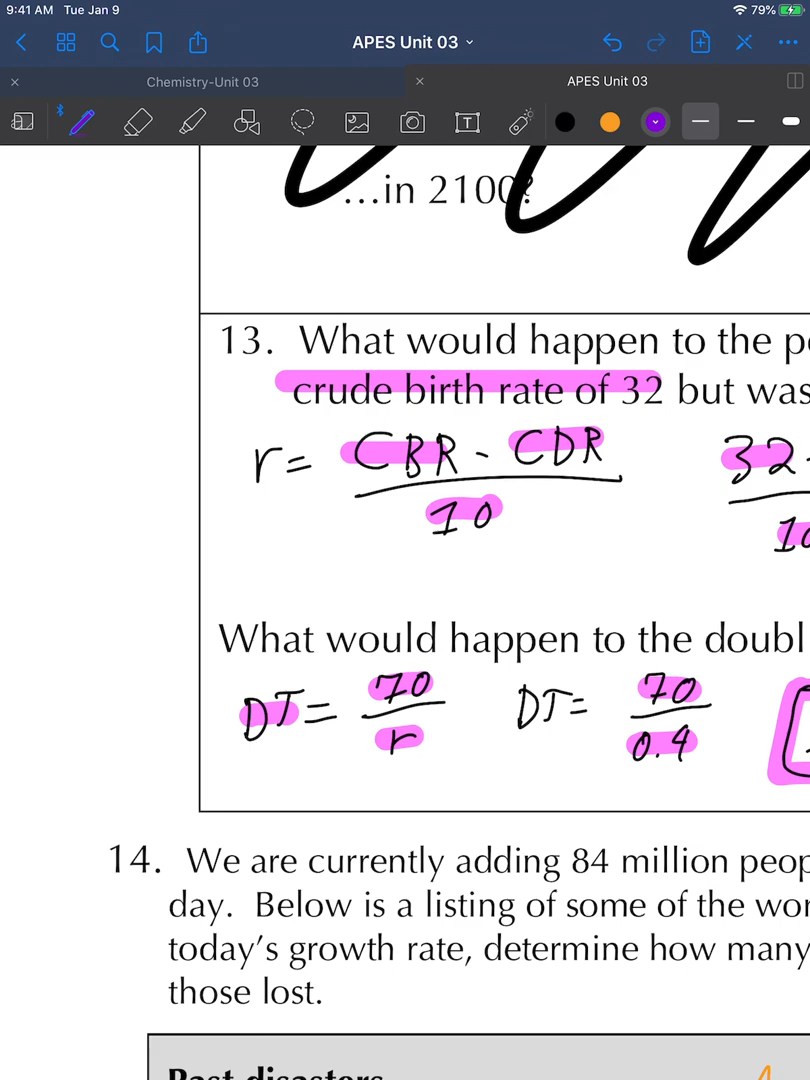 9:41 AM Tue Jan 9 79%
APES Unit 03
Chemistry-Unit 03 APES Unit 03
...in 2100?
13. What would happen to the
crude birth rate of 32 but was
r = CBR - CDR 32
10 10
What would happen to the
DT = 70 DT = 70
r 0.4
14. We are currently adding 84 million
day. Below is a listing of some of the
today's growth rate, determine how many
those lost.
Past disasters